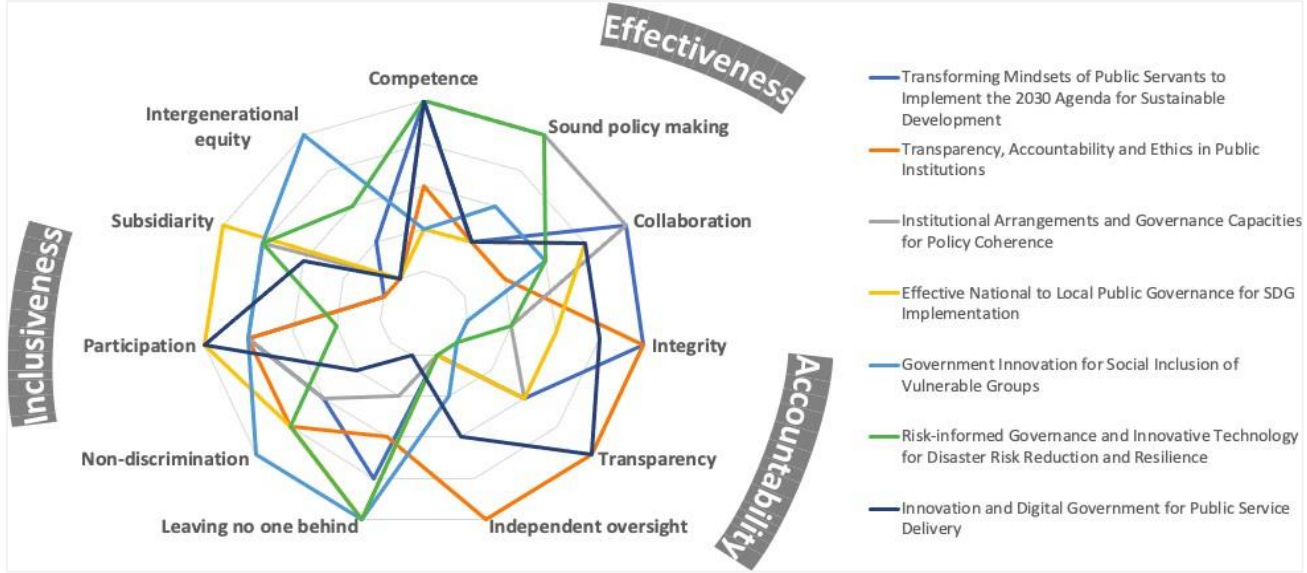 Effectiveness
Competence
Intergenerational
equity
Sound policy making
Subsidiarity
Collaboration
Inclusiveness
Participation
Integrity
Accountability
Non-discrimination
Transparency
Leaving no one behind
Independent oversight
Transforming Mindsets of Public Servants to
Implement the 2030 Agenda for Sustainable
Development
Transparency, Accountability and Ethics in Public
Institutions
Institutional Arrangements and Governance Capacities
for Policy Coherence
Effective National to Local Public Governance for SDG
Implementation
Government Innovation for Social Inclusion of
Vulnerable Groups
Risk-informed Governance and Innovative Technology
for Disaster Risk Reduction and Resilience
Innovation and Digital Government for Public Service
Delivery